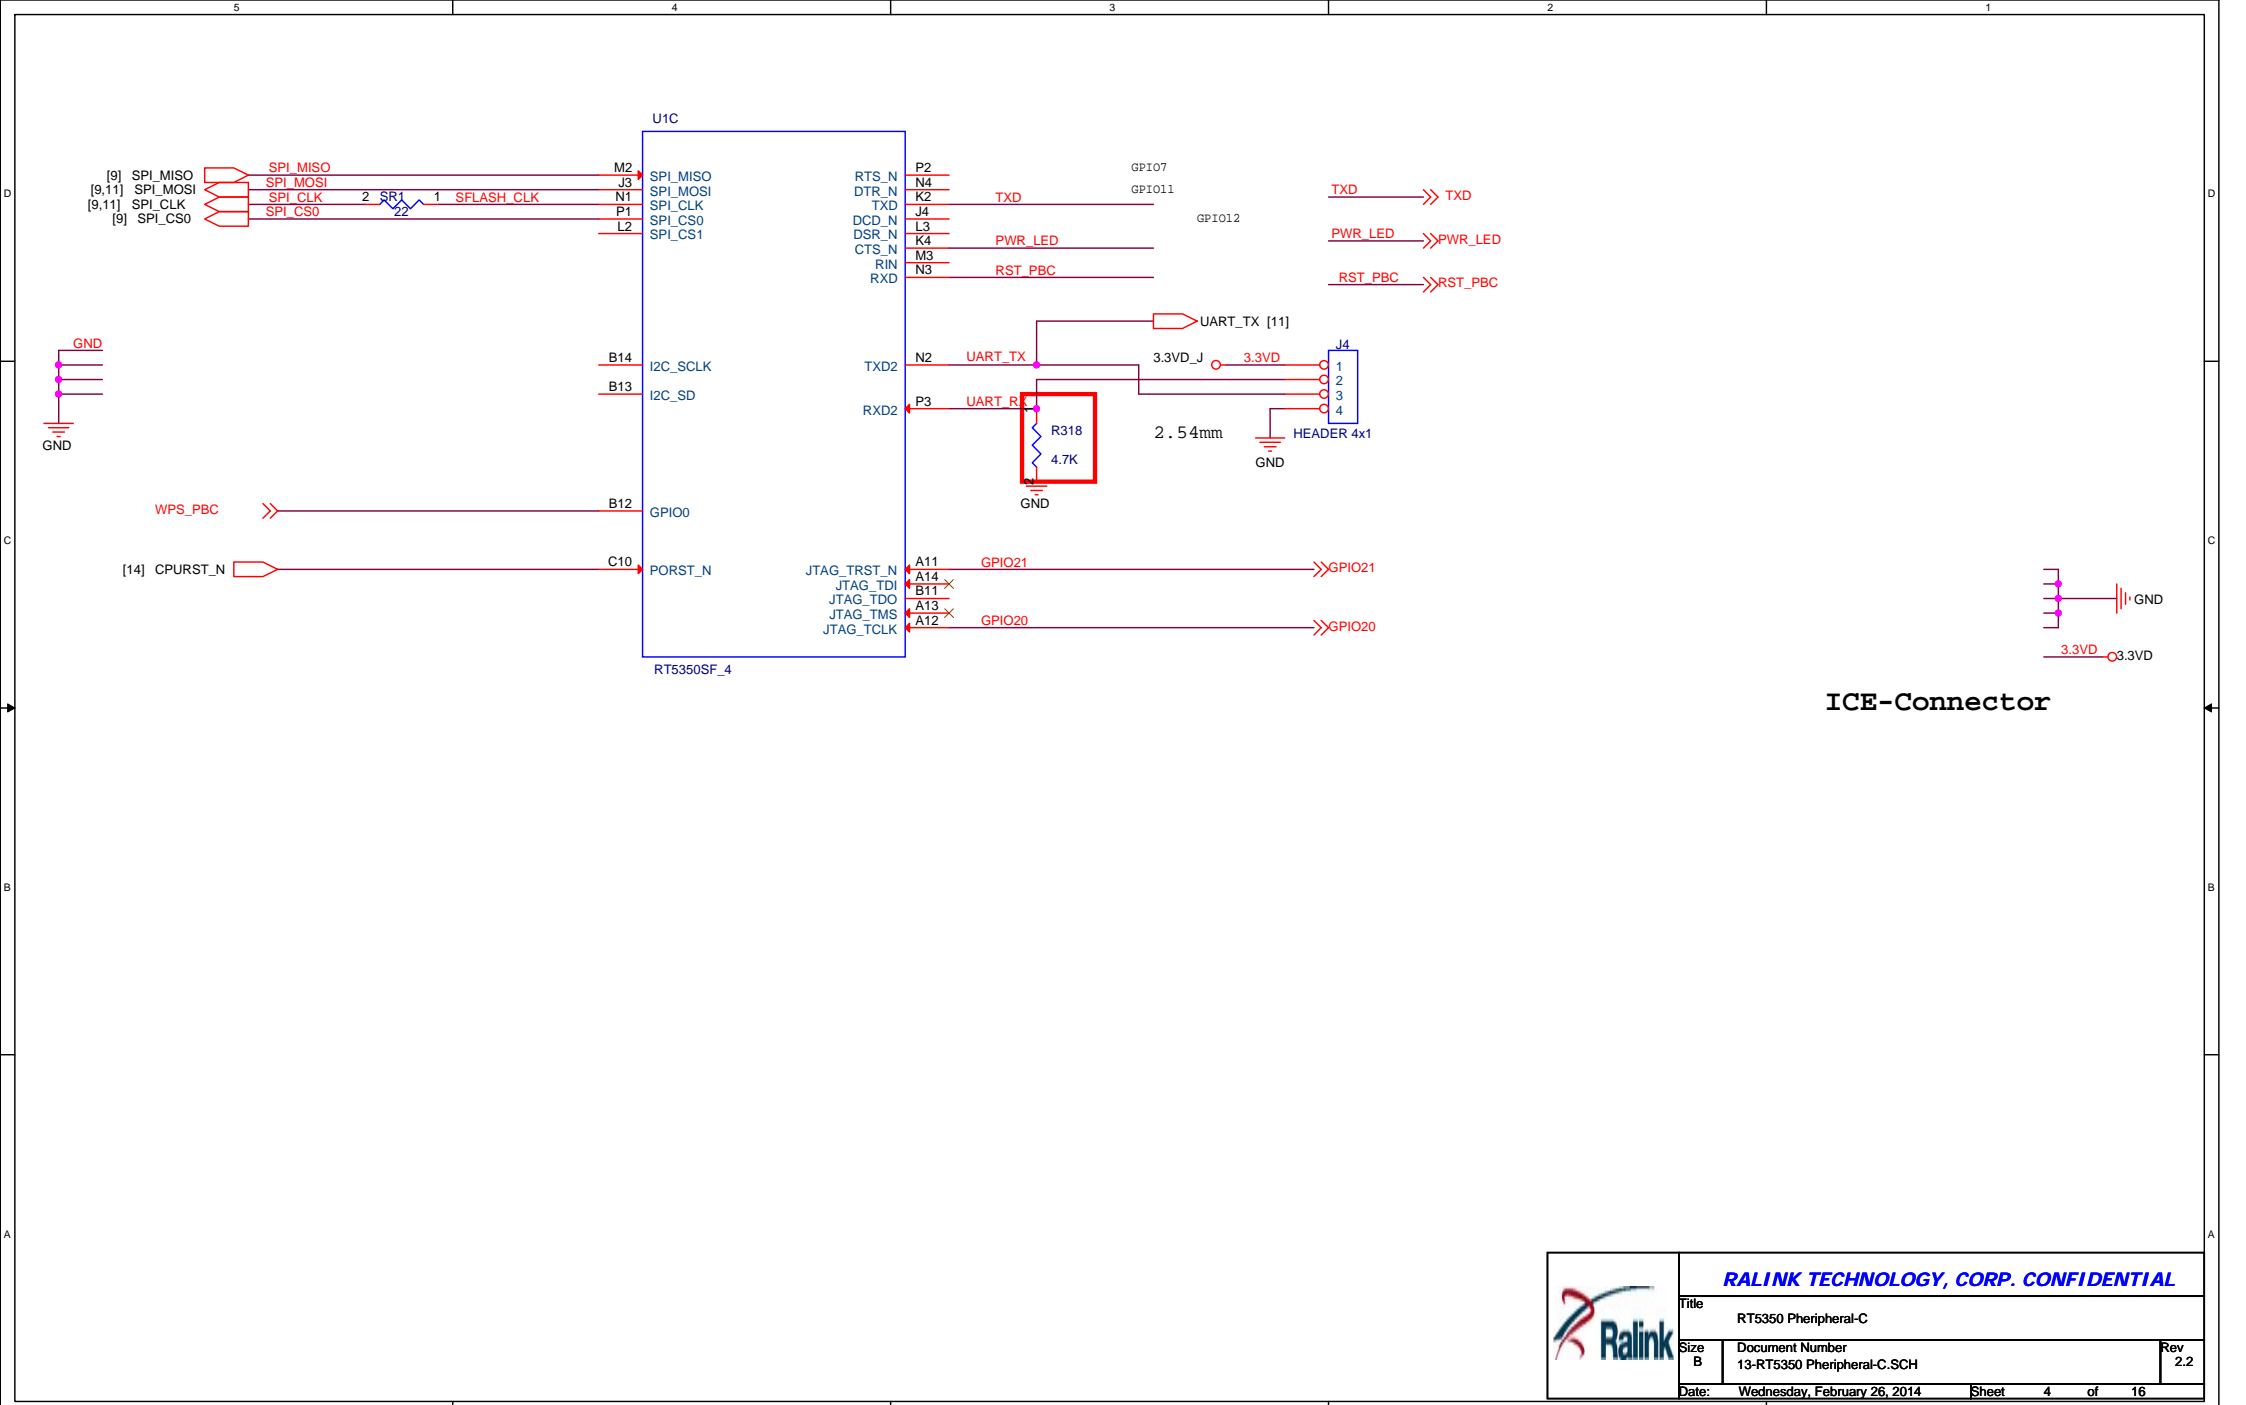 5 4 3 2 1
U1C
[9] SPI_MISO SPI_MISO M2 SPI_MISO
[9,11] SPI_MOSI SPI_MOSI J3 SPI_MOSI
[9,11] SPI_CLK SPI_CLK 2 SR1 22 1 SFLASH_CLK N1 SPI_CLK
[9] SPI_CS0 SPI_CS0 P1 SPI_CS0
L2 SPI_CS1
RTS_N P2 GPIO7
DTR_N N4 GPIO11
TXD K2 TXD
DCD_N J4 GPIO12
DSR_N L3
CTS_N K4 PWR_LED
RIN M3
RXD N3 RST_PBC
TXD TXD
PWR_LED PWR_LED
RST_PBC RST_PBC
D D
UART_TX [11]
GND
GND
B14 I2C_SCLK
B13 I2C_SD
TXD2 N2 UART_TX
RXD2 P3 UART_RX
3.3VD_J 3.3VD
J4
1
2
3
4
HEADER 4x1
GND
2.54mm
1
R318
4.7K
2
GND
WPS_PBC B12 GPIO0
C C
[14] CPURST_N C10 PORST_N
JTAG_TRST_N A11 GPIO21 GPIO21
JTAG_TDI A14
JTAG_TDO B11
JTAG_TMS A13
JTAG_TCLK A12 GPIO20 GPIO20
RT5350SF_4
GND
3.3VD 3.3VD
ICE-Connector
B B
A A
RALINK TECHNOLOGY, CORP. CONFIDENTIAL
Ralink
Title
RT5350 Pheripheral-C
Size Document Number Rev
B 13-RT5350 Pheripheral-C.SCH 2.2
Date: Wednesday, February 26, 2014 Sheet 4 of 16